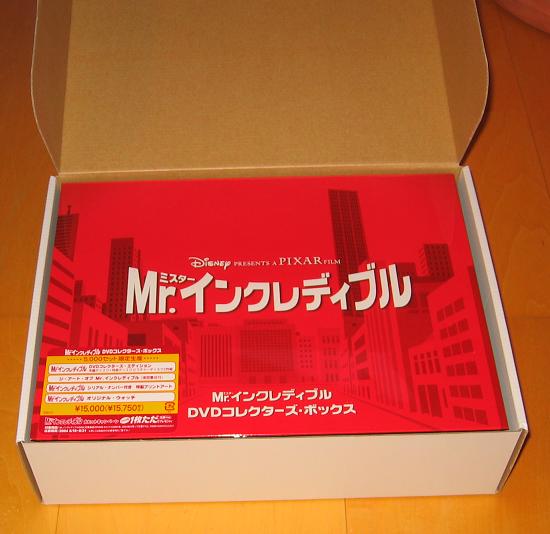 Disney PRESENTS A PIXAR FILM
ミスター
Mr.インクレディブル
Mr.インクレディブル
DVDコレクターズ・ボックス
Mr.インクレディブル DVDコレクターズ・ボックス
5,000セット限定生産
Mr.インクレディブル DVDコレクターズ・エディション
ジ・アート・オブ Mr.インクレディブル
Mr.インクレディブル シリアル・ナンバー付き 特製プリントアート
Mr.インクレディブル オリジナル・ウォッチ
¥15,000(¥15,750)
1枚ただ!